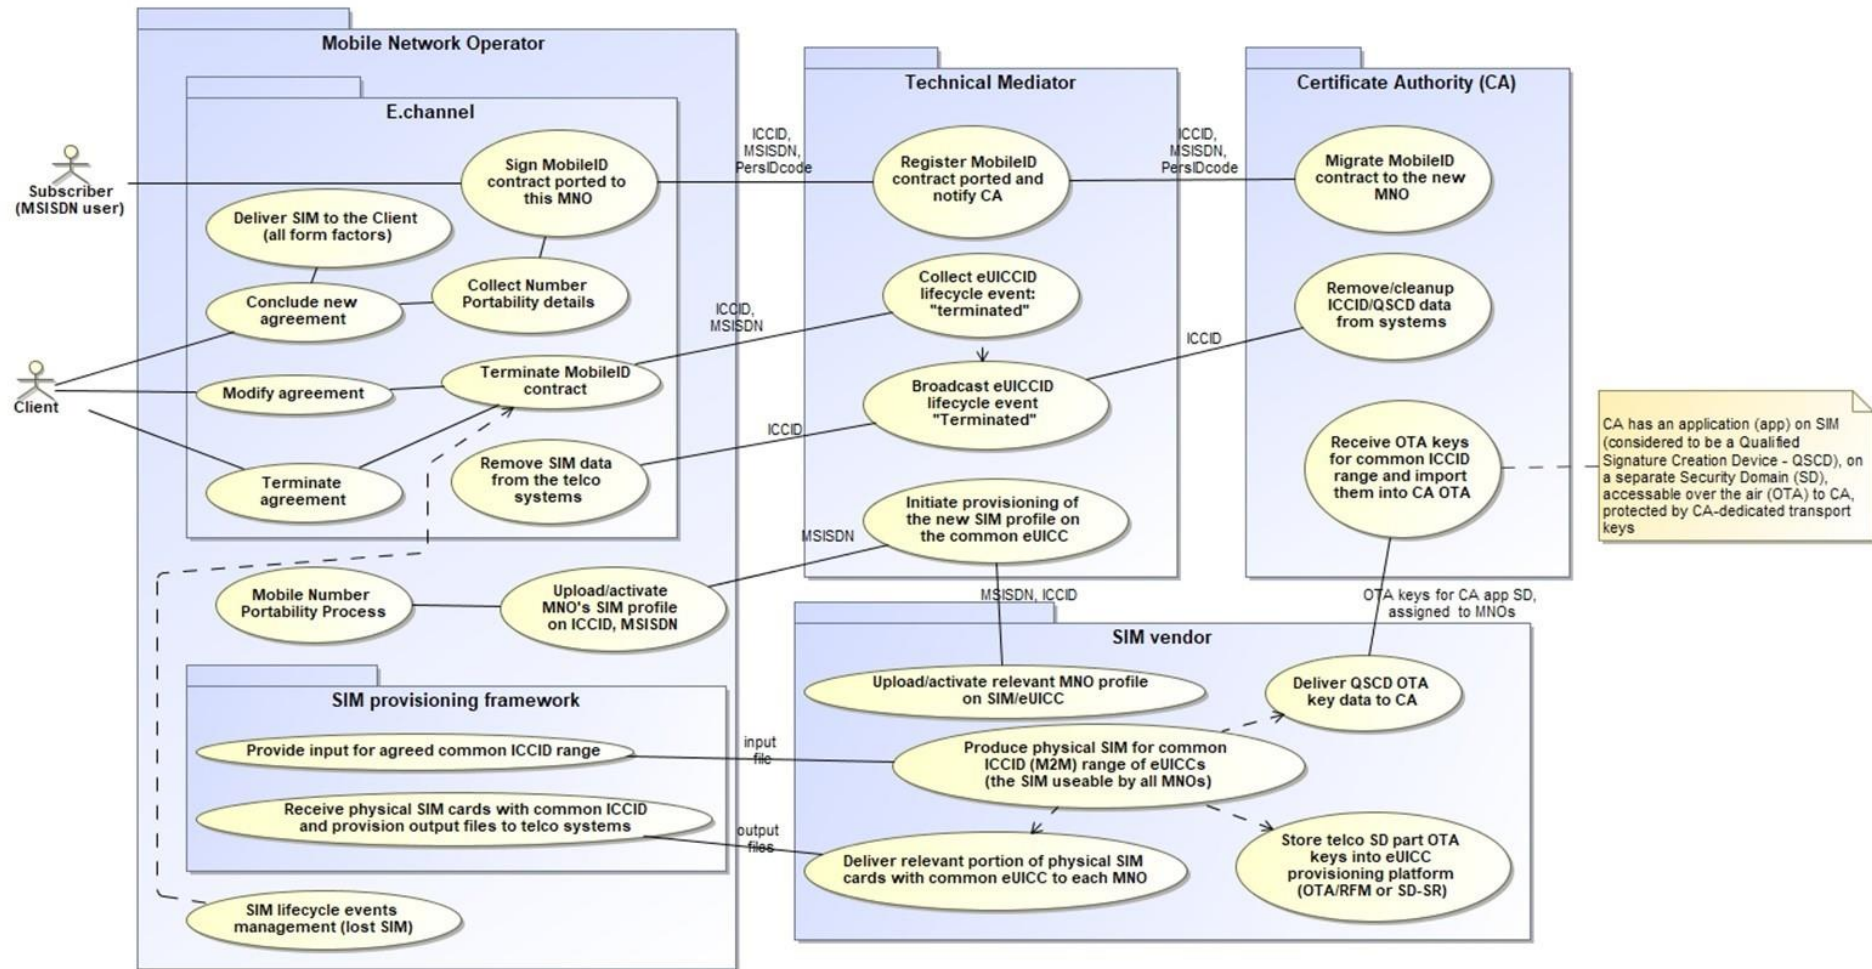 Mobile Network Operator
E.channel
Subscriber
(MSISDN user)
Client
Sign MobileID
contract ported to
this MNO
Deliver SIM to the Client
(all form factors)
Conclude new
agreement
Collect Number
Portability details
Modify agreement
Terminate MobileID
contract
Terminate
agreement
Remove SIM data
from the telco
systems
Mobile Number
Portability Process
Upload/activate
MNO's SIM profile
on ICCID, MSISDN
SIM provisioning framework
Provide input for agreed common ICCID range
Receive physical SIM cards with common ICCID
and provision output files to telco systems
SIM lifecycle events
management (lost SIM)
ICCID,
MSISDN,
PersIDcode
ICCID,
MSISDN
ICCID
MSISDN
input
file
output
files
Technical Mediator
Register MobileID
contract ported and
notify CA
Collect eUICCID
lifecycle event:
"terminated"
Broadcast eUICCID
lifecycle event
"Terminated"
Initiate provisioning of
the new SIM profile on
the common eUICC
MSISDN, ICCID
ICCID,
MSISDN,
PersIDcode
ICCID
Certificate Authority (CA)
Migrate MobileID
contract to the new
MNO
Remove/cleanup
ICCID/QSCD data
from systems
Receive OTA keys
for common ICCID
range and import
them into CA OTA
OTA keys for CA app SD,
assigned to MNOs
CA has an application (app) on SIM
(considered to be a Qualified
Signature Creation Device - QSCD), on
a separate Security Domain (SD),
accessable over the air (OTA) to CA,
protected by CA-dedicated transport
keys
SIM vendor
Upload/activate relevant MNO profile
on SIM/eUICC
Deliver QSCD OTA
key data to CA
Produce physical SIM for common
ICCID (M2M) range of eUICCs
(the SIM useable by all MNOs)
Deliver relevant portion of physical SIM
cards with common eUICC to each MNO
Store telco SD part OTA
keys into eUICC
provisioning platform
(OTA/RFM or SD-SR)